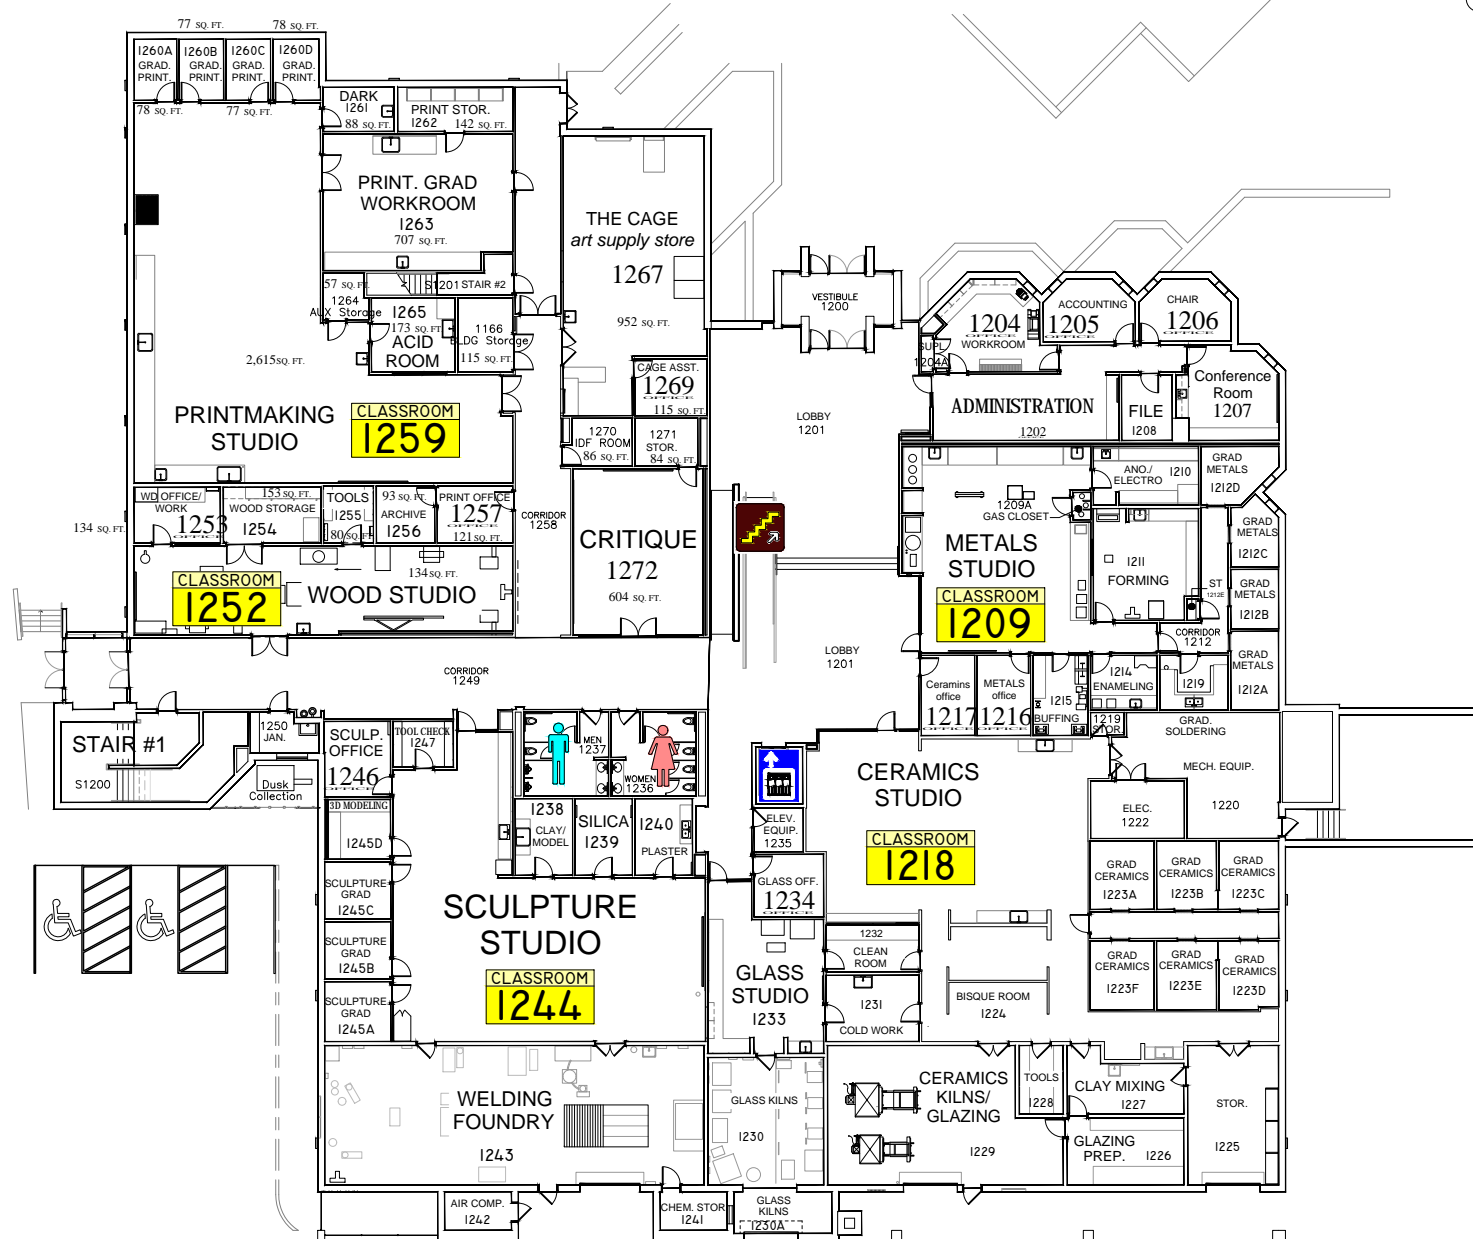 77 SQ. FT.
78 SQ. FT.
1260A
GRAD.
PRINT.
1260B
GRAD.
PRINT.
1260C
GRAD.
PRINT.
1260D
GRAD.
PRINT.
78 SQ. FT.
77 SQ. FT.
DARK
1261
88 SQ. FT.
PRINT STOR.
1262
142 SQ. FT.
PRINT. GRAD
WORKROOM
1263
707 SQ. FT.
THE CAGE
art supply store
1267
952 SQ. FT.
57 SQ. FT.
S1201 STAIR #2
1264
AUX Storage
1265
173 SQ. FT.
ACID
ROOM
1166
BLDG Storage
115 SQ. FT.
2,615SQ. FT.
PRINTMAKING
STUDIO
CLASSROOM
1259
CAGE ASST.
1269
OFFICE
115 SQ. FT.
1270
IDF ROOM
86 SQ. FT.
1271
STOR.
84 SQ. FT.
VESTIBULE
1200
LOBBY
1201
SUPL
1204A
1204
OFFICE
WORKROOM
ACCOUNTING
1205
OFFICE
CHAIR
1206
OFFICE
ADMINISTRATION
1202
FILE
1208
Conference
Room
1207
134 SQ. FT.
WD OFFICE/
WORK
1253
OFFICE
153 SQ. FT.
WOOD STORAGE
1254
TOOLS
1255
80 SQ. FT.
93 SQ. FT.
ARCHIVE
1256
PRINT OFFICE
1257
OFFICE
121 SQ. FT.
CORRIDOR
1258
CRITIQUE
1272
604 SQ. FT.
134 SQ. FT.
CLASSROOM
1252
WOOD STUDIO
1209A
GAS CLOSET
METALS
STUDIO
CLASSROOM
1209
ANO./
ELECTRO
1210
GRAD
METALS
1212D
GRAD
METALS
1212C
1211
FORMING
ST
1212E
GRAD
METALS
1212B
CORRIDOR
1212
GRAD
METALS
1212A
LOBBY
1201
CORRIDOR
1249
Ceramins
office
1217
OFFICE
METALS
office
1216
OFFICE
1215
BUFFING
1214
ENAMELING
1219
1219
STOR.
GRAD.
SOLDERING
MECH. EQUIP.
1220
ELEC.
1222
STAIR #1
S1200
1250
JAN.
Dusk
Collection
SCULP.
OFFICE
1246
OFFICE
TOOL CHECK
1247
MEN
1237
WOMEN
1236
3D MODELING
1245D
1238
CLAY/
MODEL
SILICA
1239
1240
PLASTER
ELEV.
EQUIP.
1235
CERAMICS
STUDIO
CLASSROOM
1218
GLASS OFF.
1234
OFFICE
SCULPTURE
GRAD
1245C
SCULPTURE
GRAD
1245B
SCULPTURE
GRAD
1245A
SCULPTURE
STUDIO
CLASSROOM
1244
GLASS
STUDIO
1233
1232
CLEAN
ROOM
1231
COLD WORK
BISQUE ROOM
1224
GRAD
CERAMICS
1223A
GRAD
CERAMICS
1223B
GRAD
CERAMICS
1223C
GRAD
CERAMICS
1223F
GRAD
CERAMICS
1223E
GRAD
CERAMICS
1223D
WELDING
FOUNDRY
1243
GLASS KILNS
1230
CERAMICS
KILNS/
GLAZING
1229
TOOLS
1228
CLAY MIXING
1227
GLAZING
PREP.
1226
STOR.
1225
AIR COMP.
1242
CHEM. STOR
1241
GLASS
KILNS
1230A